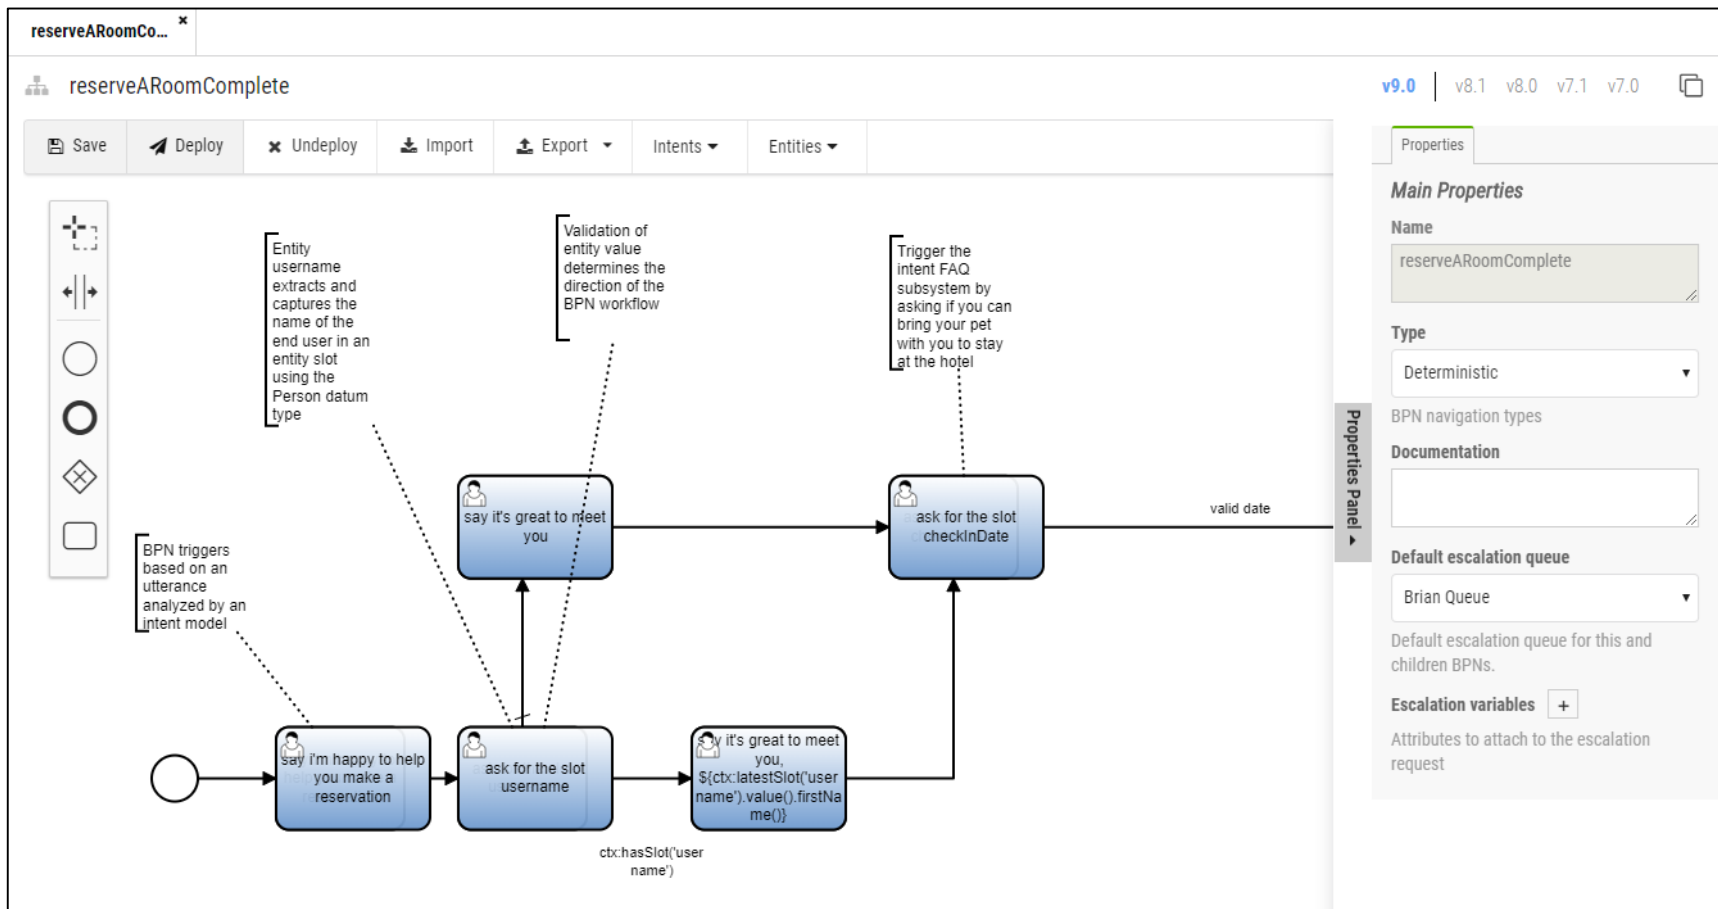 reserveARoomCo...
reserveARoomComplete
v9.0
v8.1
v8.0
v7.1
v7.0
Save
Deploy
Undeploy
Import
Export
Intents
Entities
Entity
username
extracts and
captures the
name of the
end user in an
entity slot
using the
Person datum
type
Validation of
entity value
determines the
direction of the
BPN workflow
Trigger the
intent FAQ
subsystem by
asking if you can
bring your pet
with you to stay
at the hotel
BPN triggers
based on an
utterance
analyzed by an
intent model
say it's great to meet
you
ask for the slot
checkInDate
valid date
say i'm happy to help
you make a
reservation
ask for the slot
username
say it's great to meet
you,
${ctx:latestSlot('user
name').value().firstNa
me()}
ctx:hasSlot('user
name')
Properties Panel
Properties
Main Properties
Name
reserveARoomComplete
Type
Deterministic
BPN navigation types
Documentation
Default escalation queue
Brian Queue
Default escalation queue for this and
children BPNs.
Escalation variables +
Attributes to attach to the escalation
request